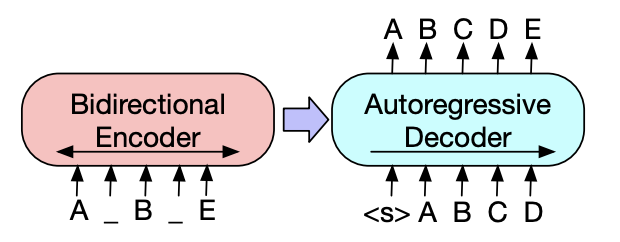 A B C D E
Bidirectional
Encoder
Autoregressive
Decoder
A _ B _ E
<s> A B C D